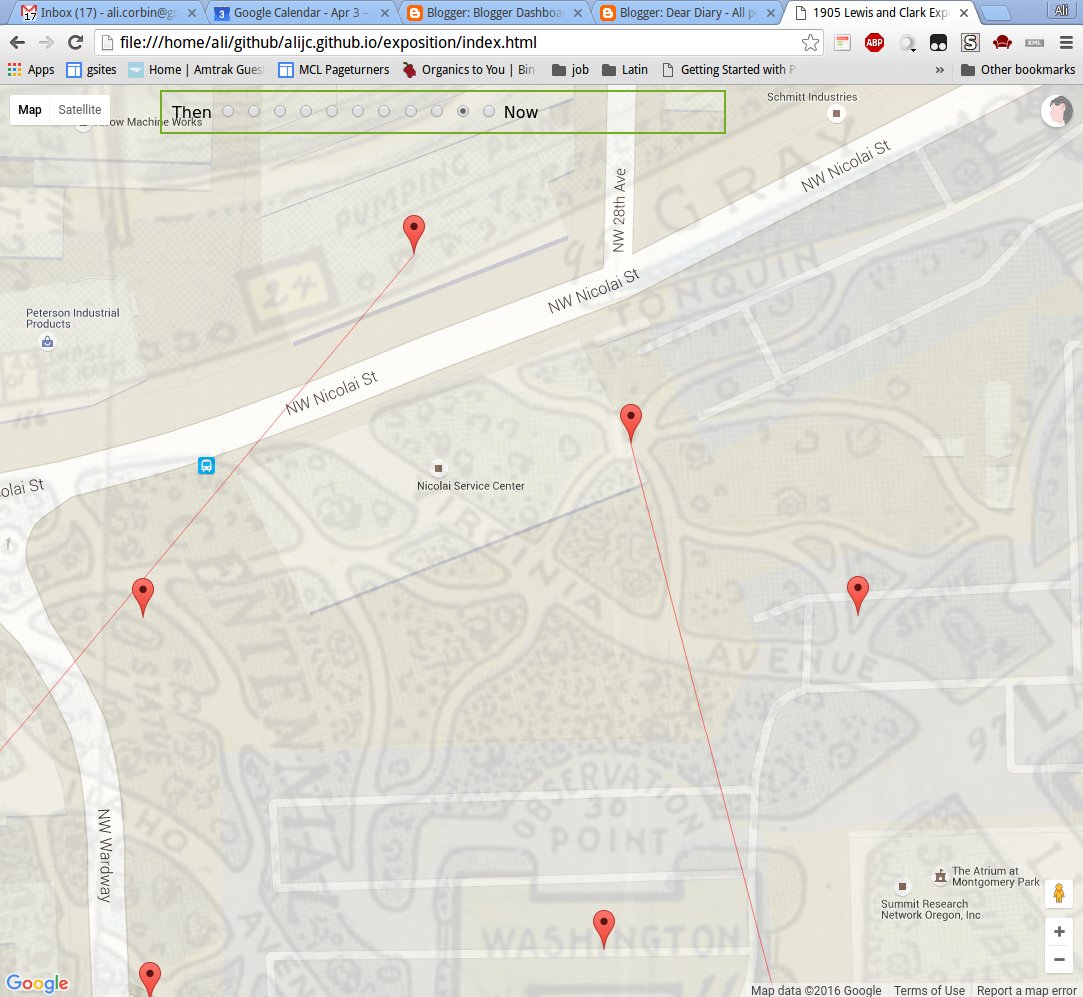 Inbox (17) - ali.corbin@gm
Google Calendar - Apr 3 -
Blogger: Blogger Dashboa
Blogger: Dear Diary - All p
1905 Lewis and Clark Expo
Ali
file:///home/ali/github/alijc.github.io/exposition/index.html
ABP
S
XML
Apps
gsites
Home | Amtrak Guest
MCL Pageturners
Organics to You | Bin
job
Latin
Getting Started with P
»
Other bookmarks
Map
Satellite
Then
Now
ow Machine Works
Schmitt Industries
GRAY
NW Nicolai St
NW 28th Ave
24
TONQUIN
NW Nicolai St
Peterson Industrial
Products
NW Nicolai St
olai St
Nicolai Service Center
AVENUE
OBSERVATION
30
POINT
NW Wardway
The Atrium at
Montgomery Park
Summit Research
Network Oregon, Inc
WASHINGTON
+
−
Google
Map data ©2016 Google
Terms of Use
Report a map error